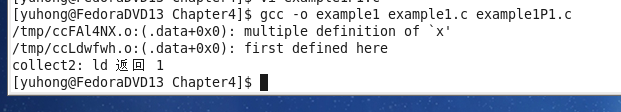 [yuhong@FedoraDVD13 Chapter4]$ gcc -o example1 example1.c example1P1.c
/tmp/ccFAl4NX.o:(.data+0x0): multiple definition of `x'
/tmp/ccLdwfwh.o:(.data+0x0): first defined here
collect2: ld 返回 1
[yuhong@FedoraDVD13 Chapter4]$